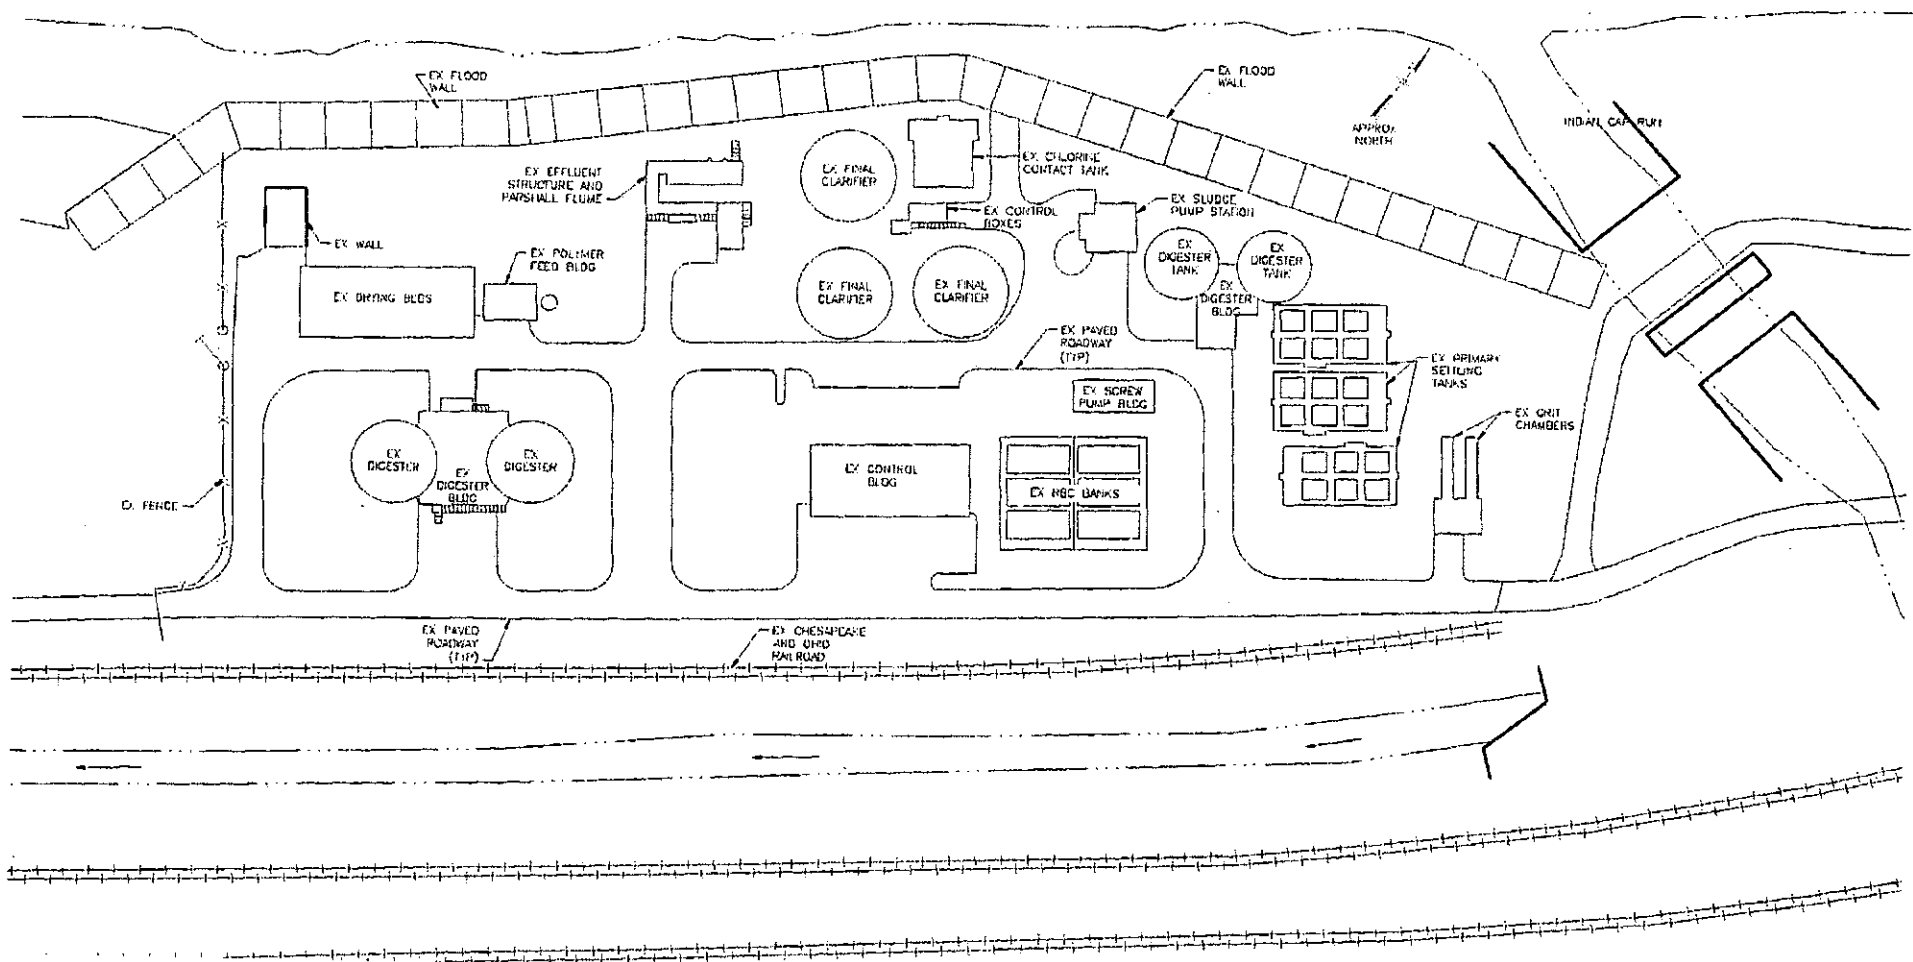 EX FLOOD
WALL
EX FLOOD
WALL
APPROX
NORTH
INDIAN CAP RUN
EX EFFLUENT
STRUCTURE AND
PARSHALL FLUME
EX FINAL
CLARIFIER
EX CHLORINE
CONTACT TANK
EX CONTROL
BOXES
EX SLUDGE
PUMP STATION
EX WALL
EX POLYMER
FEED BLDG
EX DRYING BEDS
EX FINAL
CLARIFIER
EX FINAL
CLARIFIER
EX
DIGESTER
TANK
EX
DIGESTER
TANK
EX
DIGESTER
BLDG
EX PAVED
ROADWAY
(TYP)
EX PRIMARY
SETTLING
TANKS
EX SCREW
PUMP BLDG
EX GRIT
CHAMBERS
EX
DIGESTER
EX
DIGESTER
BLDG
EX
DIGESTER
EX CONTROL
BLDG
EX RBC BANKS
EX FENCE
EX PAVED
ROADWAY
(TYP)
EX CHESAPEAKE
AND OHIO
RAILROAD